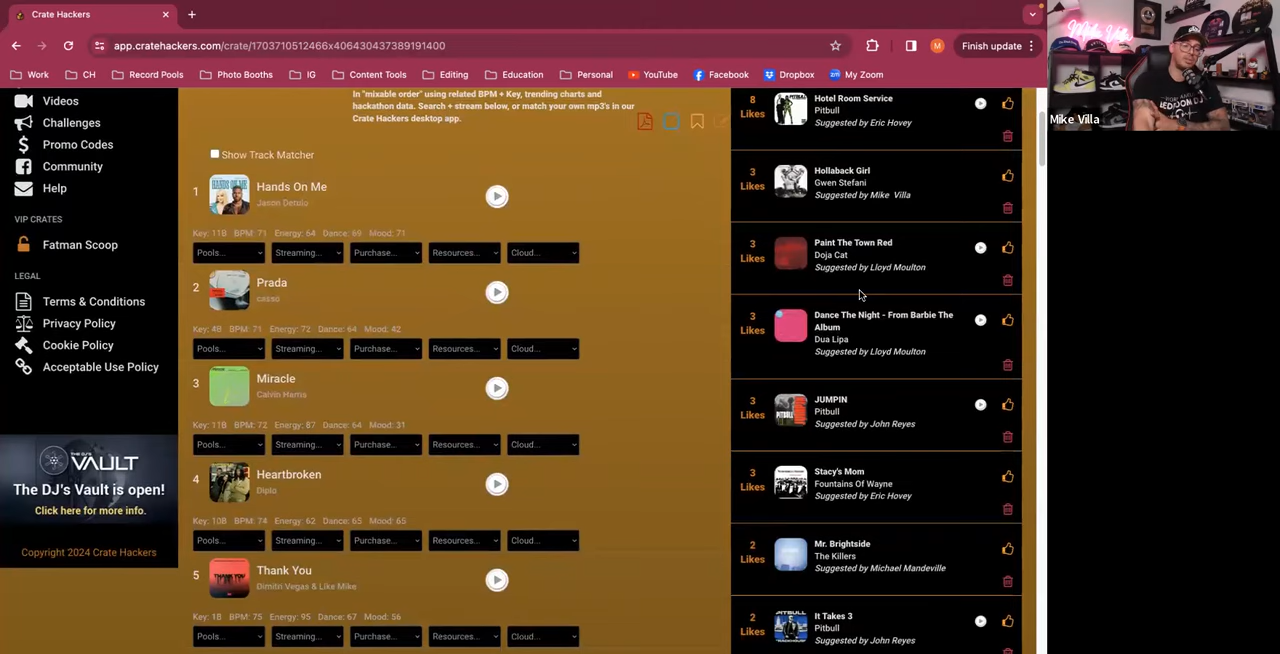 Crate Hackers
app.cratehackers.com/crate/1703710512466x406430437389191400
M
Finish update
Work
CH
Record Pools
Photo Booths
IG
Content Tools
Editing
Education
Personal
YouTube
Facebook
Dropbox
My Zoom
Videos
Challenges
Promo Codes
Community
Help
VIP CRATES
Fatman Scoop
LEGAL
Terms & Conditions
Privacy Policy
Cookie Policy
Acceptable Use Policy
THE DJ'S VAULT
The DJ's Vault is open!
Click here for more info.
Copyright 2024 Crate Hackers
In "mixable order" using related BPM + Key, trending charts and
hackathon data. Search + stream below, or match your own mp3's in our
Crate Hackers desktop app.
Show Track Matcher
1
Hands On Me
Jason Derulo
Key: 11B BPM: 71 Energy: 64 Dance: 69 Mood: 71
Pools... Streaming... Purchase... Resources... Cloud...
2
Prada
casso
Key: 4B BPM: 71 Energy: 72 Dance: 64 Mood: 42
Pools... Streaming... Purchase... Resources... Cloud...
3
Miracle
Calvin Harris
Key: 11B BPM: 72 Energy: 87 Dance: 64 Mood: 31
Pools... Streaming... Purchase... Resources... Cloud...
4
Heartbroken
Diplo
Key: 10B BPM: 74 Energy: 62 Dance: 65 Mood: 65
Pools... Streaming... Purchase... Resources... Cloud...
5
Thank You
Dimitri Vegas & Like Mike
Key: 1B BPM: 75 Energy: 95 Dance: 67 Mood: 56
Pools... Streaming... Purchase... Resources... Cloud...
8
Likes
Hotel Room Service
Pitbull
Suggested by Eric Hovey
3
Likes
Hollaback Girl
Gwen Stefani
Suggested by Mike Villa
3
Likes
Paint The Town Red
Doja Cat
Suggested by Lloyd Moulton
3
Likes
Dance The Night - From Barbie The
Album
Dua Lipa
Suggested by Lloyd Moulton
3
Likes
JUMPIN
Pitbull
Suggested by John Reyes
3
Likes
Stacy's Mom
Fountains Of Wayne
Suggested by Eric Hovey
2
Likes
Mr. Brightside
The Killers
Suggested by Michael Mandeville
2
Likes
It Takes 3
Pitbull
Suggested by John Reyes
Mike Villa
Mike Villa